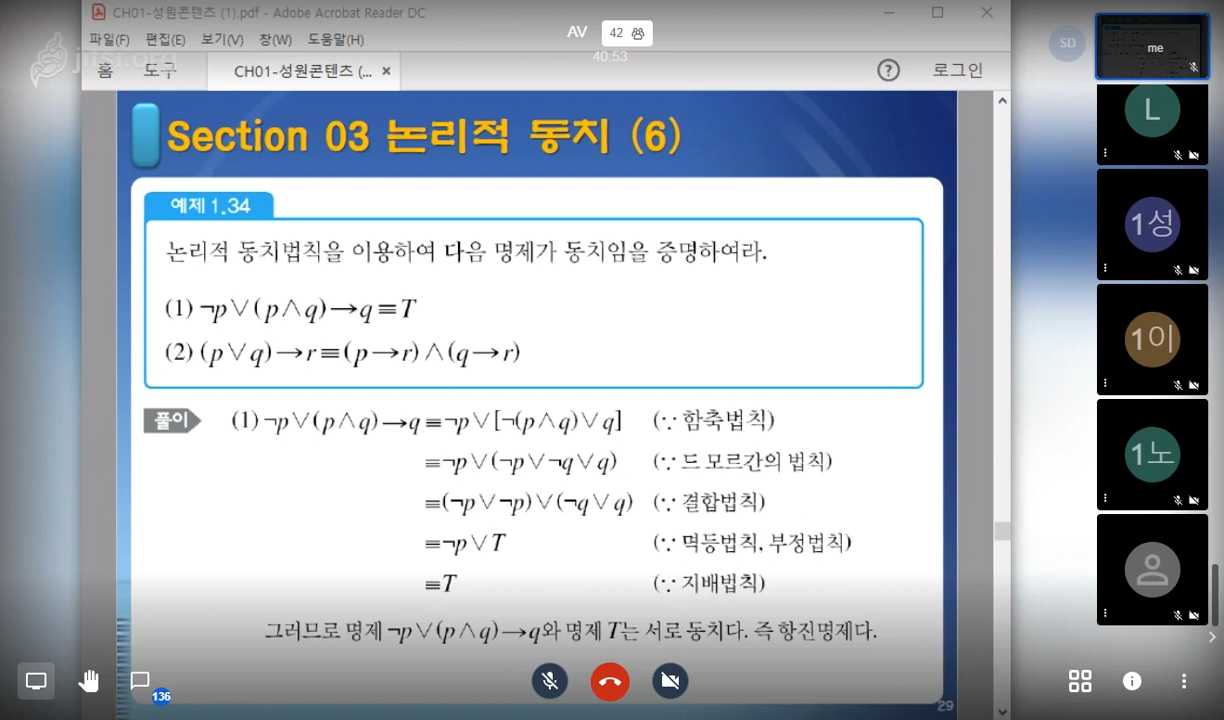 CH01-성원콘텐츠 (1).pdf - Adobe Acrobat Reader DC
파일(F) 편집(E) 보기(V) 창(W) 도움말(H)
AV 42
40:53
jitsi.org
홈 도구 CH01-성원콘텐츠 (... × 로그인
SD
me
L
1성
1이
1노
Section 03 논리적 동치 (6)
예제 1.34
논리적 동치법칙을 이용하여 다음 명제가 동치임을 증명하여라.
(1) ¬p∨(p∧q)→q≡T
(2) (p∨q)→r≡(p→r)∧(q→r)
풀이 (1) ¬p∨(p∧q)→q≡¬p∨[¬(p∧q)∨q] (∵ 함축법칙)
≡¬p∨(¬p∨¬q∨q) (∵ 드 모르간의 법칙)
≡(¬p∨¬p)∨(¬q∨q) (∵ 결합법칙)
≡¬p∨T (∵ 멱등법칙, 부정법칙)
≡T (∵ 지배법칙)
그러므로 명제 ¬p∨(p∧q)→q와 명제 T는 서로 동치다. 즉 항진명제다.
136
29